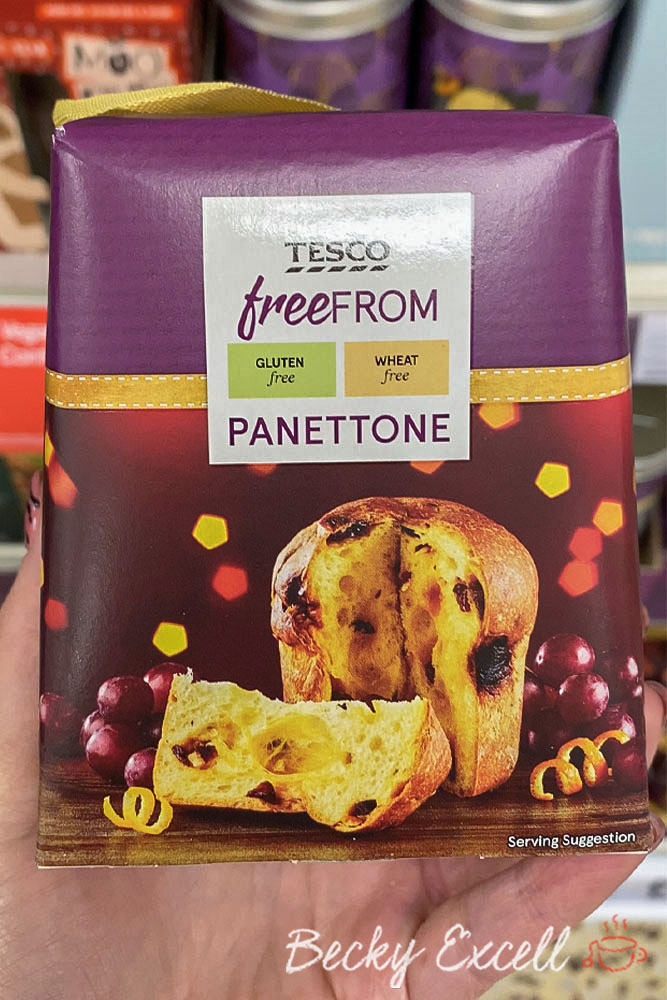 TESCO
freeFROM
GLUTEN
free
WHEAT
free
PANETTONE
Serving Suggestion
Becky Excell